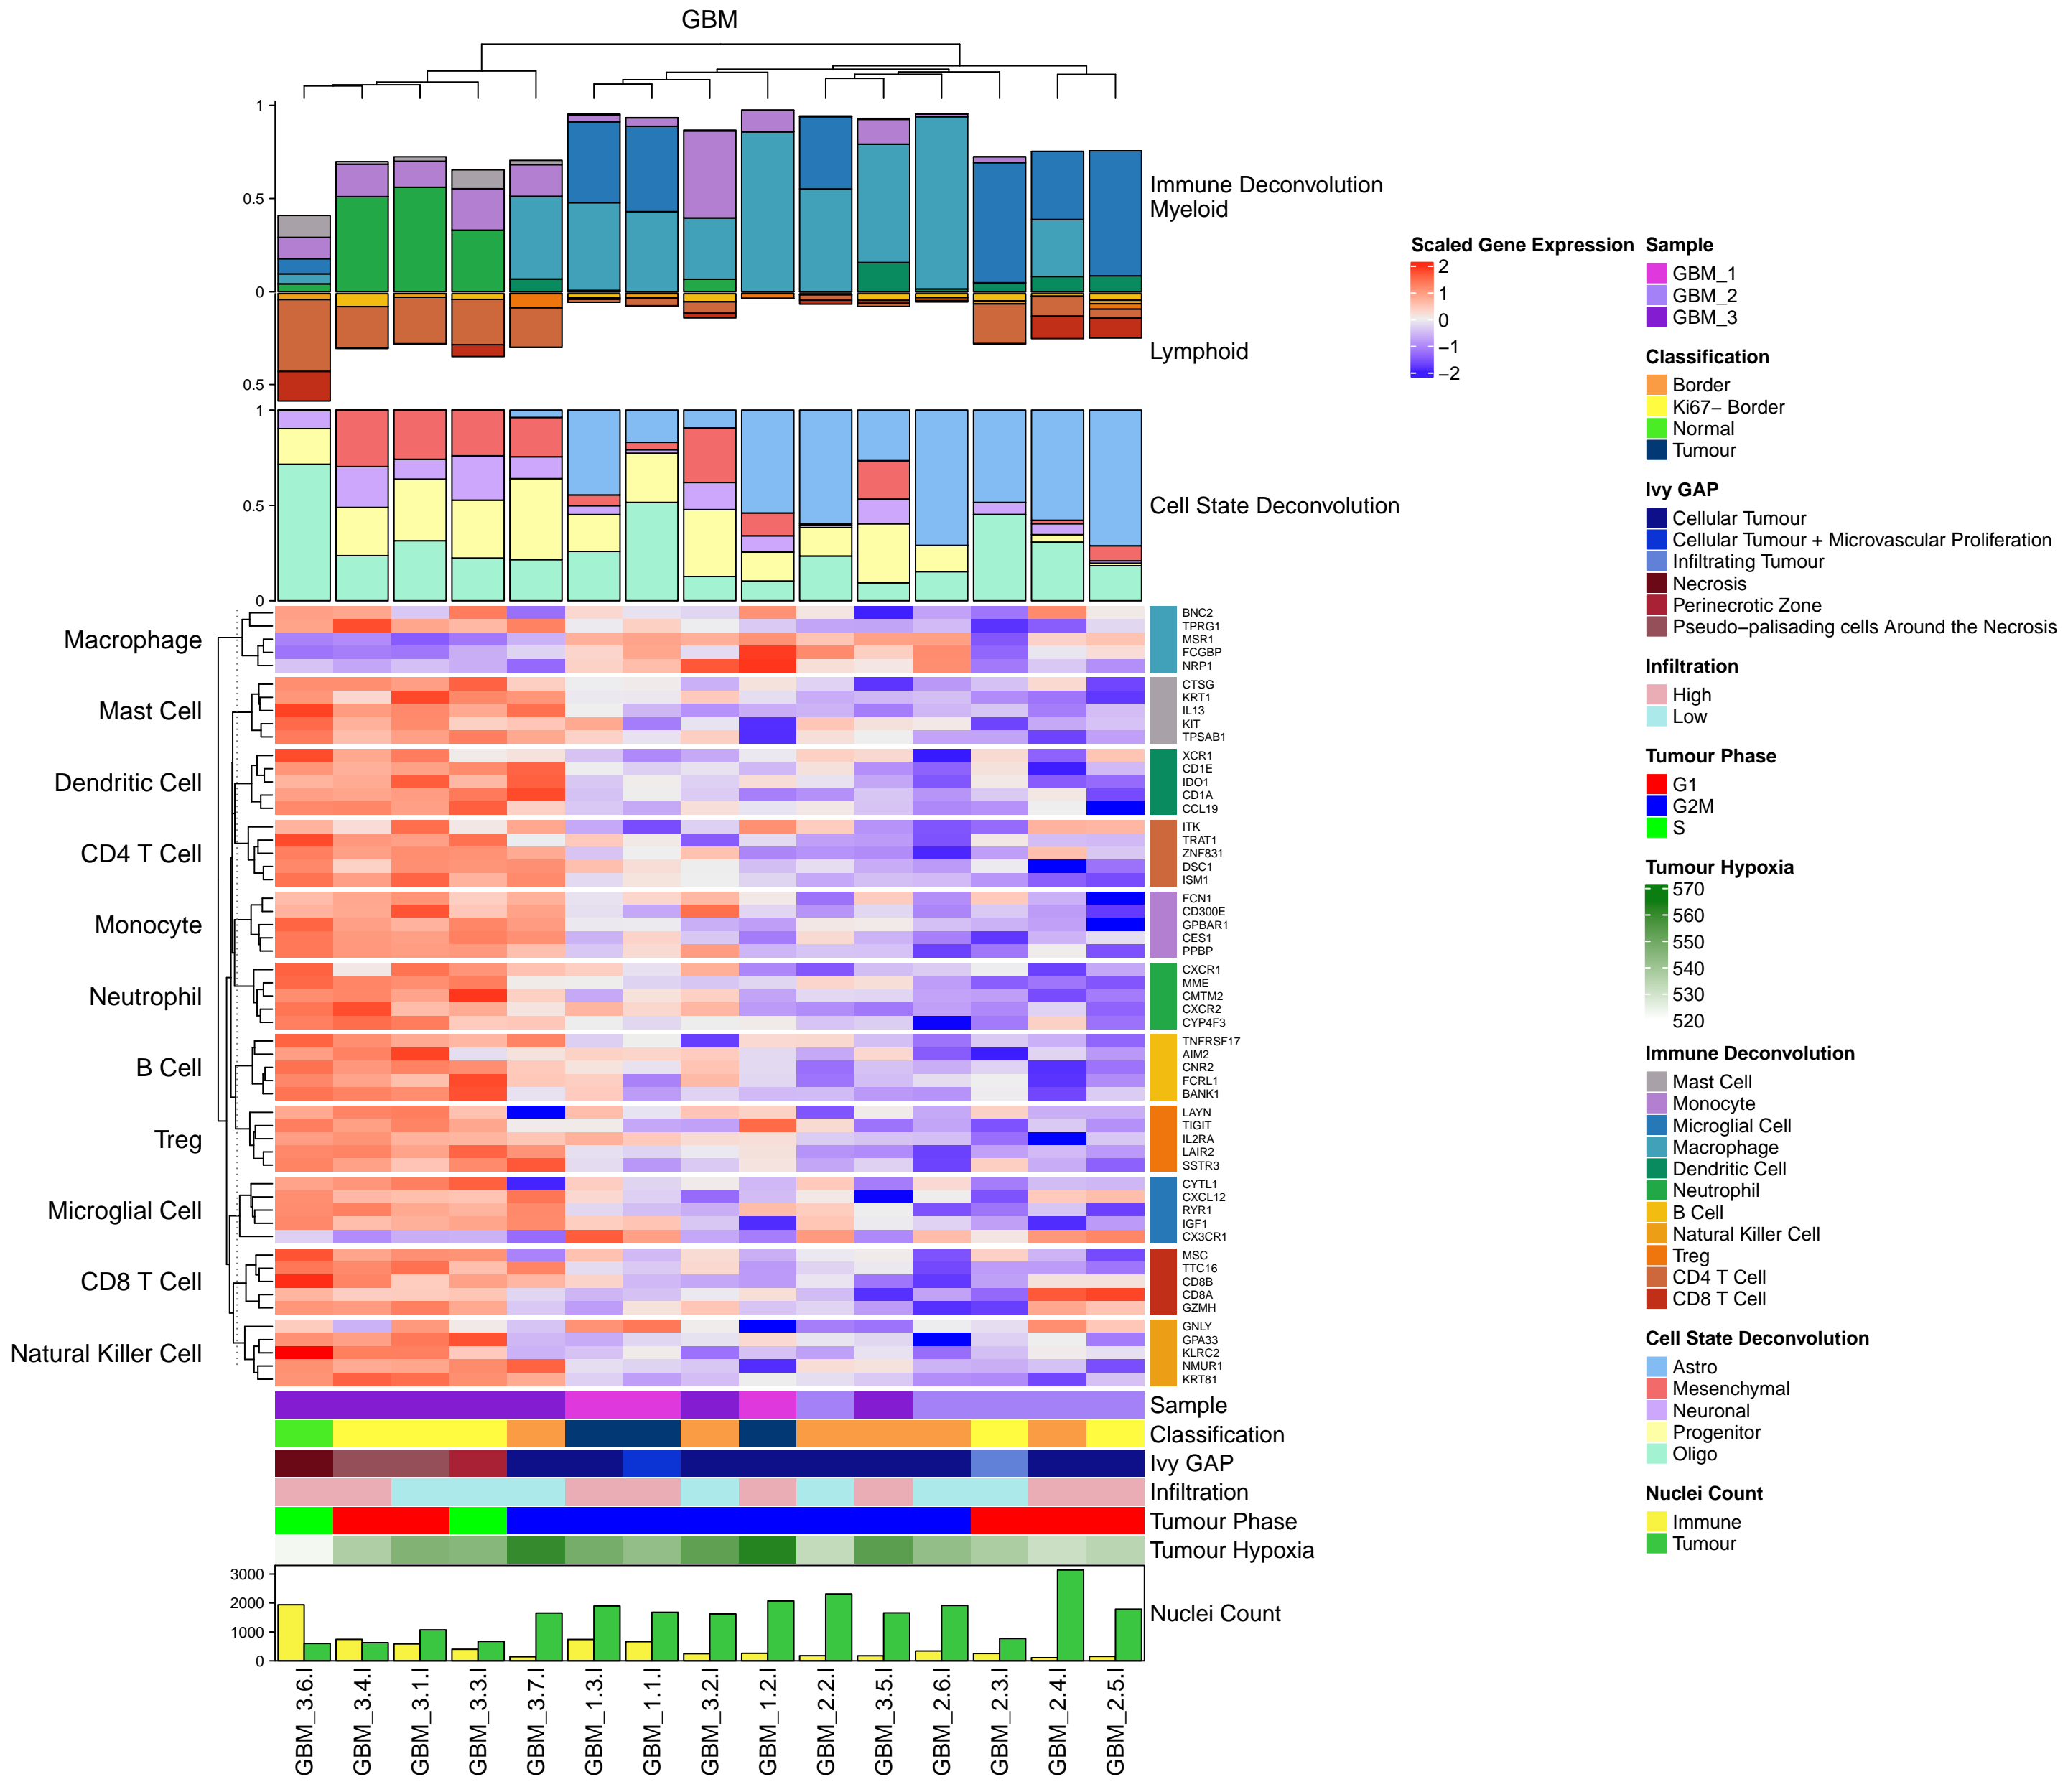 GBM
1
0.5
0
0.5
Immune Deconvolution
Myeloid
Lymphoid
1
0.5
0
Cell State Deconvolution
Macrophage
Mast Cell
Dendritic Cell
CD4 T Cell
Monocyte
Neutrophil
B Cell
Treg
Microglial Cell
CD8 T Cell
Natural Killer Cell
BNC2
TPRG1
MSR1
FCGBP
NRP1
CTSG
KRT1
IL13
KIT
TPSAB1
XCR1
CD1E
IDO1
CD1A
CCL19
ITK
TRAT1
ZNF831
DSC1
ISM1
FCN1
CD300E
GPBAR1
CES1
PPBP
CXCR1
MME
CMTM2
CXCR2
CYP4F3
TNFRSF17
AIM2
CNR2
FCRL1
BANK1
LAYN
TIGIT
IL2RA
LAIR2
SSTR3
CYTL1
CXCL12
RYR1
IGF1
CX3CR1
MSC
TTC16
CD8B
CD8A
GZMH
GNLY
GPA33
KLRC2
NMUR1
KRT81
Sample
Classification
Ivy GAP
Infiltration
Tumour Phase
Tumour Hypoxia
3000
2000
1000
0
Nuclei Count
GBM_3.6.I
GBM_3.4.I
GBM_3.1.I
GBM_3.3.I
GBM_3.7.I
GBM_1.3.I
GBM_1.1.I
GBM_3.2.I
GBM_1.2.I
GBM_2.2.I
GBM_3.5.I
GBM_2.6.I
GBM_2.3.I
GBM_2.4.I
GBM_2.5.I
Scaled Gene Expression
2
1
0
−1
−2
Sample
GBM_1
GBM_2
GBM_3
Classification
Border
Ki67− Border
Normal
Tumour
Ivy GAP
Cellular Tumour
Cellular Tumour + Microvascular Proliferation
Infiltrating Tumour
Necrosis
Perinecrotic Zone
Pseudo−palisading cells Around the Necrosis
Infiltration
High
Low
Tumour Phase
G1
G2M
S
Tumour Hypoxia
570
560
550
540
530
520
Immune Deconvolution
Mast Cell
Monocyte
Microglial Cell
Macrophage
Dendritic Cell
Neutrophil
B Cell
Natural Killer Cell
Treg
CD4 T Cell
CD8 T Cell
Cell State Deconvolution
Astro
Mesenchymal
Neuronal
Progenitor
Oligo
Nuclei Count
Immune
Tumour